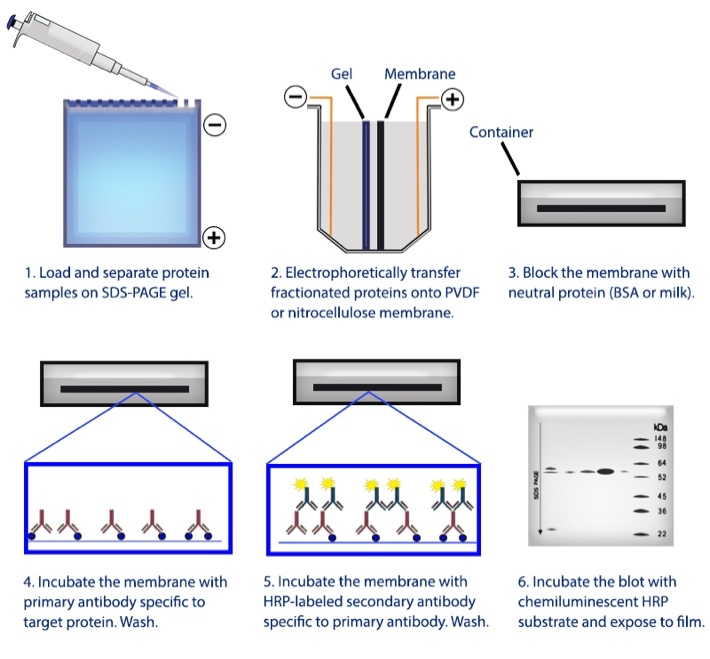 Gel
Membrane
Container
1. Load and separate protein
samples on SDS-PAGE gel.
2. Electrophoretically transfer
fractionated proteins onto PVDF
or nitrocellulose membrane.
3. Block the membrane with
neutral protein (BSA or milk).
4. Incubate the membrane with
primary antibody specific to
target protein. Wash.
5. Incubate the membrane with
HRP-labeled secondary antibody
specific to primary antibody. Wash.
SDS PAGE
kDa
148
98
64
52
45
36
22
6. Incubate the blot with
chemiluminescent HRP
substrate and expose to film.